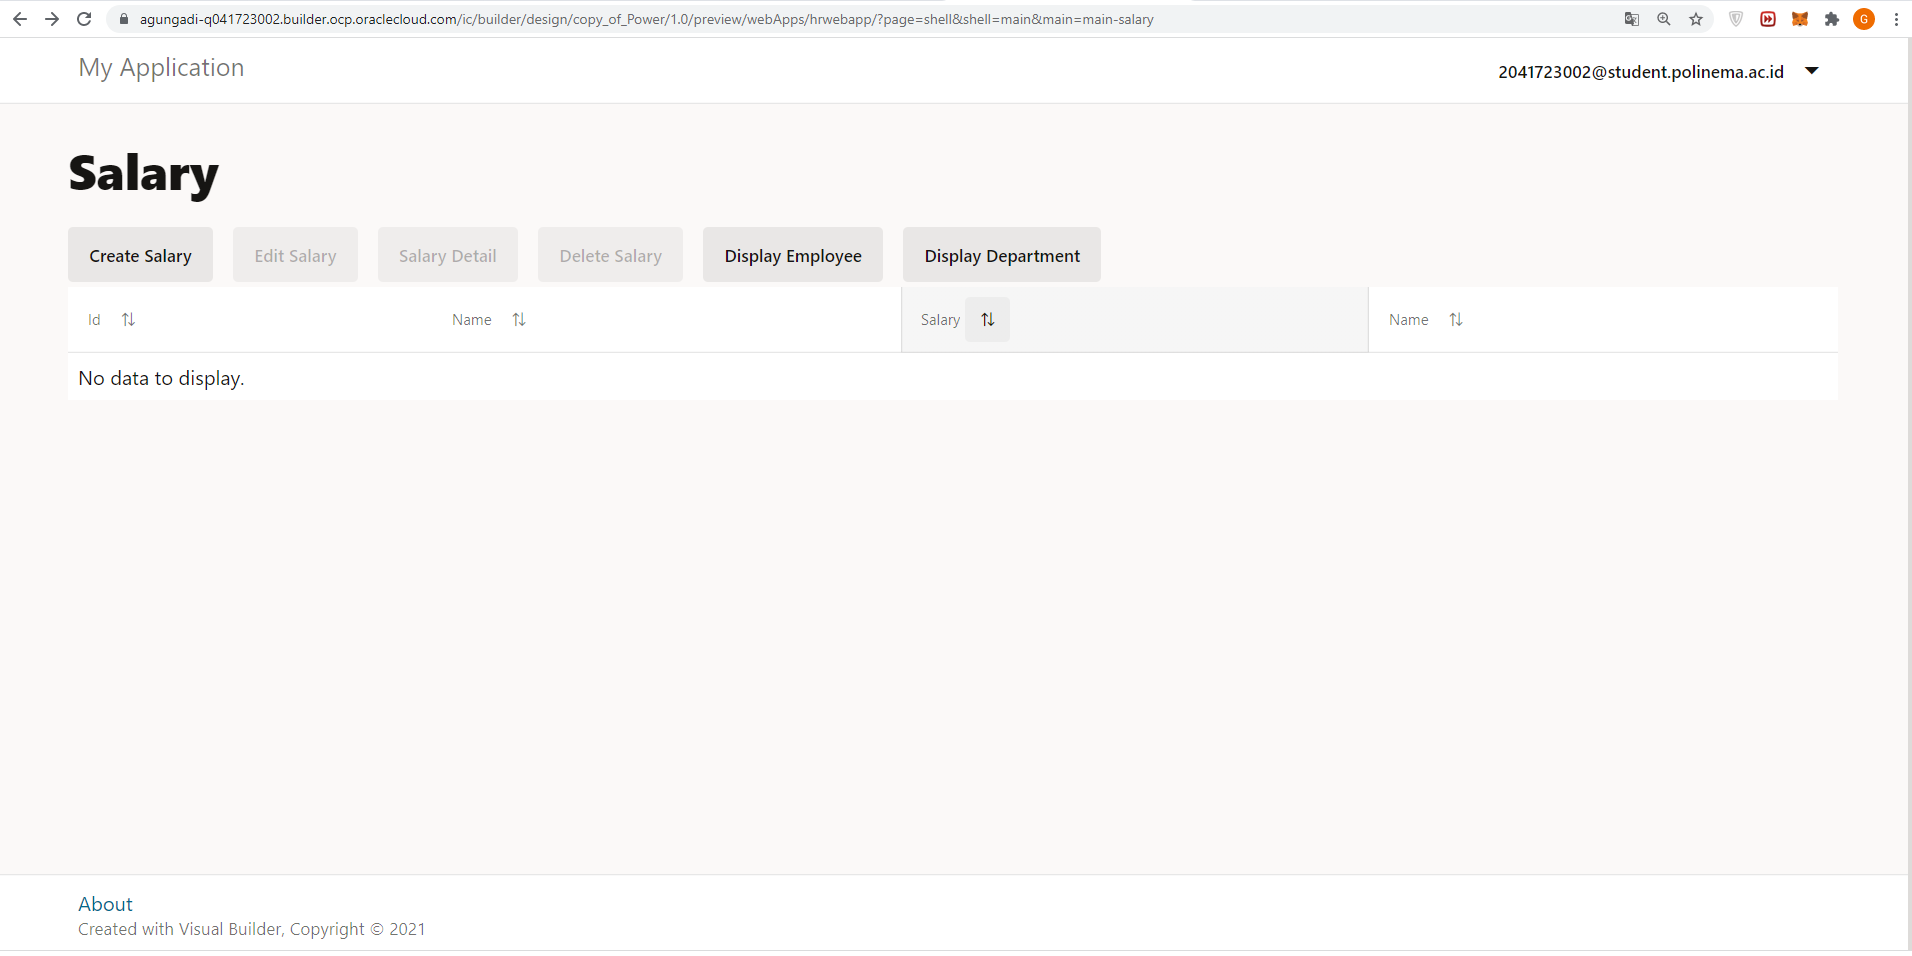 agungadi-q041723002.builder.ocp.oraclecloud.com/ic/builder/design/copy_of_Power/1.0/preview/webApps/hrwebapp/?page=shell&shell=main&main=main-salary
G
My Application
2041723002@student.polinema.ac.id
Salary
Create Salary Edit Salary Salary Detail Delete Salary Display Employee Display Department
Id Name Salary Name
No data to display.
About
Created with Visual Builder, Copyright © 2021